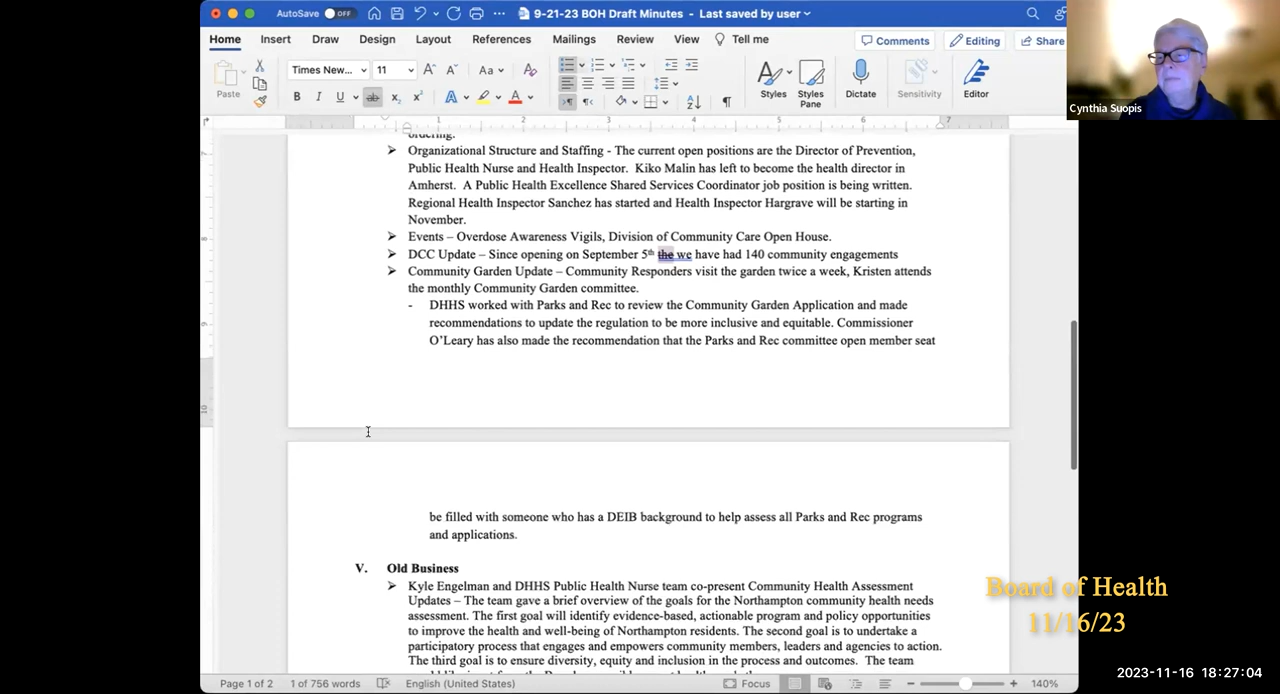 AutoSave OFF 9-21-23 BOH Draft Minutes - Last saved by user
Home Insert Draw Design Layout References Mailings Review View Tell me Comments Editing Share
Times New... 11 Aa
Paste B I U ab x₂ x² A A Styles Styles Pane Dictate Sensitivity Editor
Cynthia Suopis
1 2 3 4 5 6 7
ordering.
➤ Organizational Structure and Staffing - The current open positions are the Director of Prevention,
Public Health Nurse and Health Inspector. Kiko Malin has left to become the health director in
Amherst. A Public Health Excellence Shared Services Coordinator job position is being written.
Regional Health Inspector Sanchez has started and Health Inspector Hargrave will be starting in
November.
➤ Events – Overdose Awareness Vigils, Division of Community Care Open House.
➤ DCC Update – Since opening on September 5th the we have had 140 community engagements
➤ Community Garden Update – Community Responders visit the garden twice a week, Kristen attends
the monthly Community Garden committee.
- DHHS worked with Parks and Rec to review the Community Garden Application and made
recommendations to update the regulation to be more inclusive and equitable. Commissioner
O'Leary has also made the recommendation that the Parks and Rec committee open member seat
be filled with someone who has a DEIB background to help assess all Parks and Rec programs
and applications.
V. Old Business
➤ Kyle Engelman and DHHS Public Health Nurse team co-present Community Health Assessment
Updates – The team gave a brief overview of the goals for the Northampton community health needs
assessment. The first goal will identify evidence-based, actionable program and policy opportunities
to improve the health and well-being of Northampton residents. The second goal is to undertake a
participatory process that engages and empowers community members, leaders and agencies to action.
The third goal is to ensure diversity, equity and inclusion in the process and outcomes. The team
Board of Health
11/16/23
2023-11-16 18:27:04
Page 1 of 2 1 of 756 words English (United States) Focus 140%